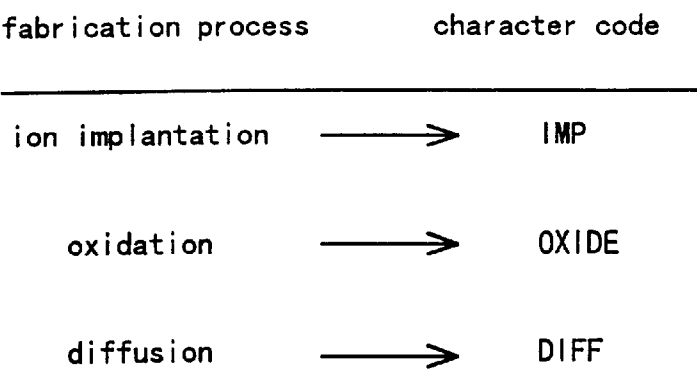 fabrication process character code
ion implantation IMP
oxidation OXIDE
diffusion DIFF